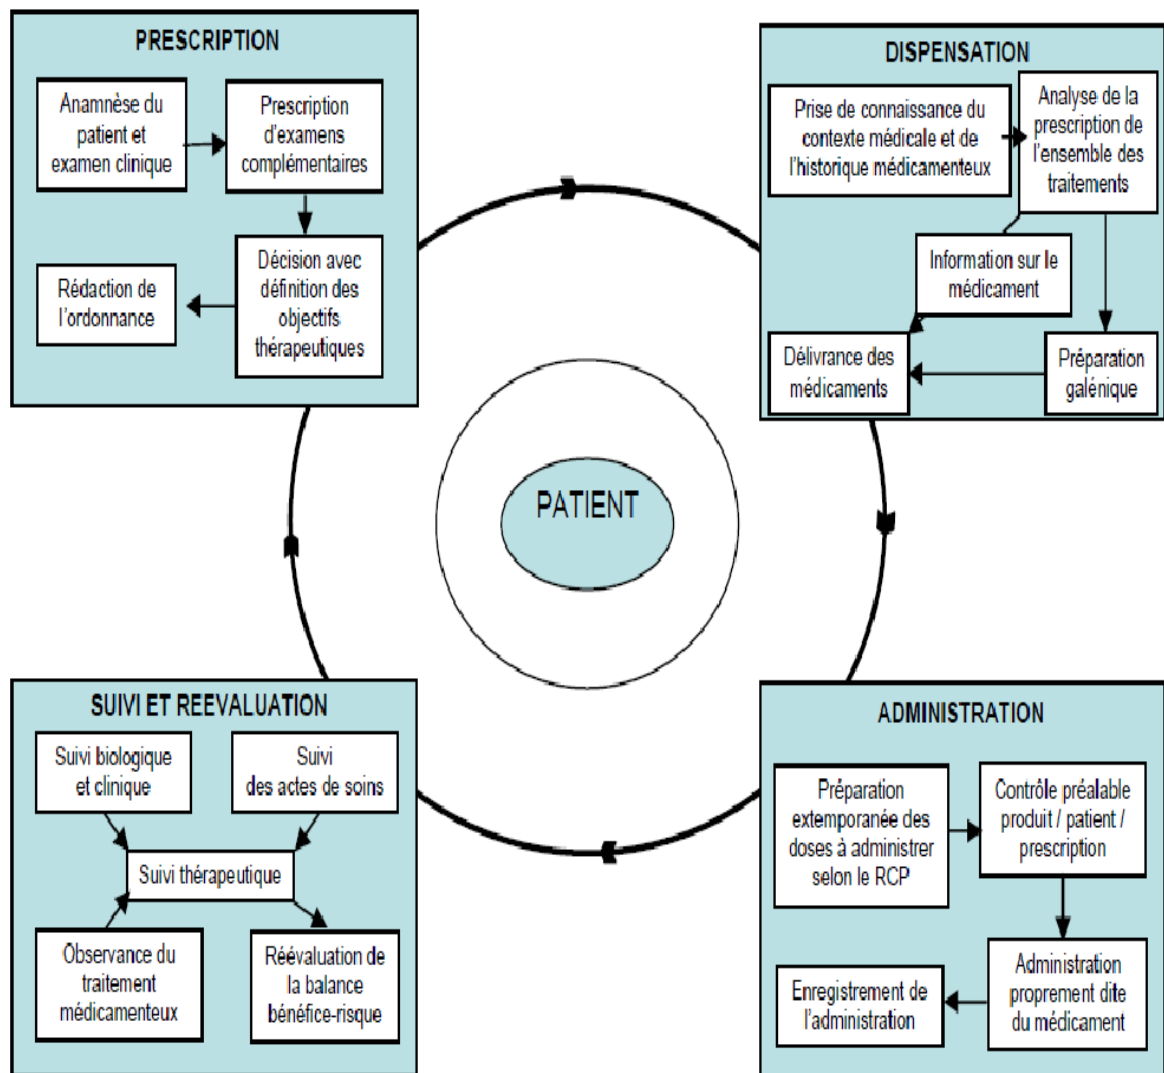 PRESCRIPTION
Anamnèse du
patient et
examen clinique
Prescription
d'examens
complémentaires
Décision avec
définition des
objectifs
thérapeutiques
Rédaction de
l'ordonnance
DISPENSATION
Prise de connaissance du
contexte médicale et de
l'historique médicamenteux
Analyse de la
prescription de
l'ensemble des
traitements
Information sur le
médicament
Délivrance des
médicaments
Préparation
galénique
PATIENT
SUIVI ET REEVALUATION
Suivi biologique
et clinique
Suivi
des actes de soins
Suivi thérapeutique
Observance du
traitement
médicamenteux
Réévaluation de
la balance
bénéfice-risque
ADMINISTRATION
Préparation
extemporanée des
doses à administrer
selon le RCP
Contrôle préalable
produit / patient /
prescription
Administration
proprement dite
du médicament
Enregistrement de
l'administration